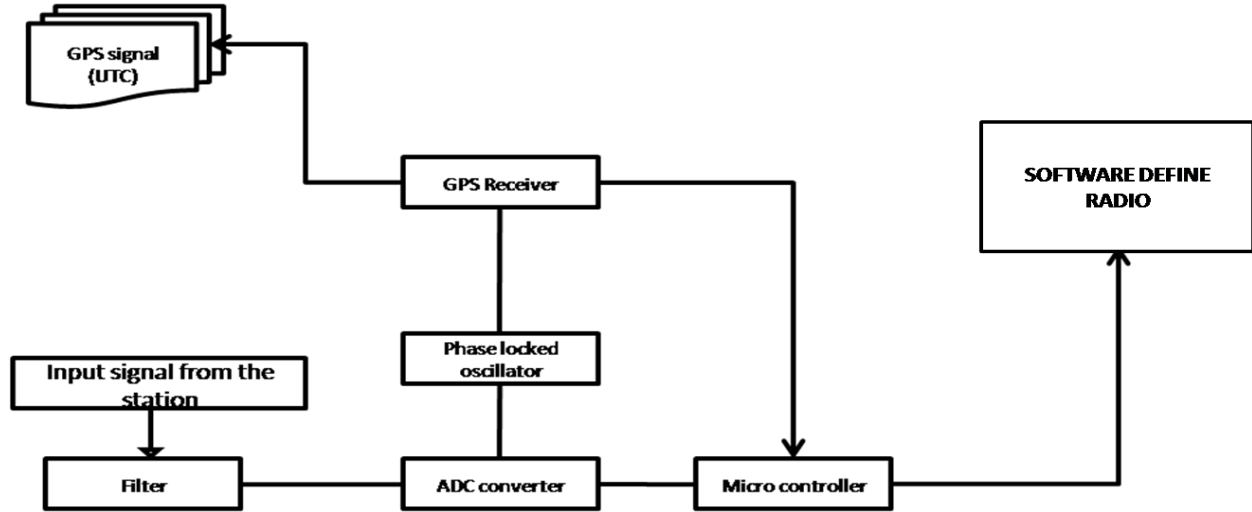 GPS signal
(UTC)
GPS Receiver
SOFTWARE DEFINE
RADIO
Phase locked
oscillator
Input signal from the
station
Filter
ADC converter
Micro controller